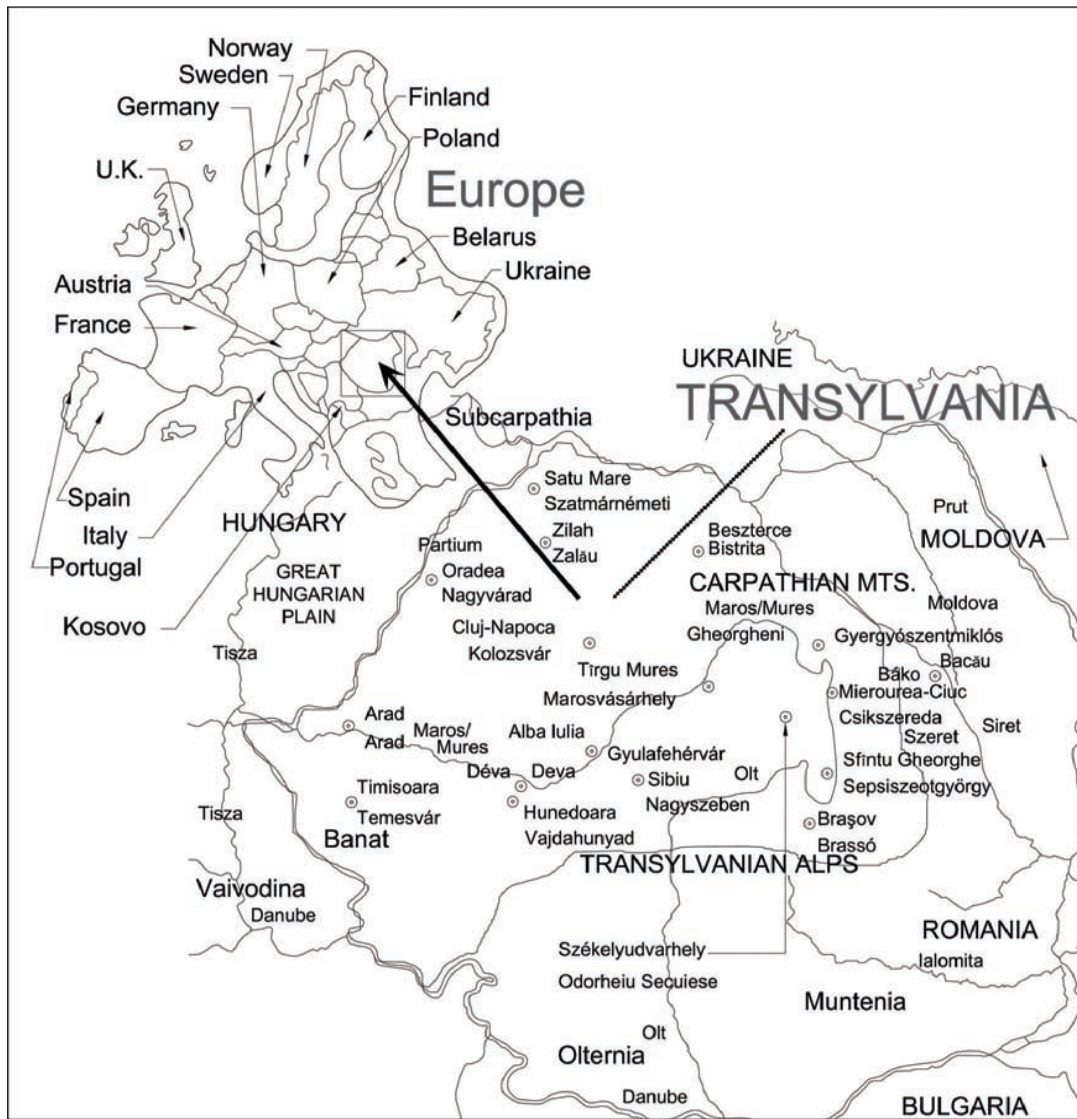 Norway
Sweden
Germany
Finland
Poland
U.K.
Europe
Belarus
Ukraine
Austria
France
UKRAINE
TRANSYLVANIA
Subcarpathia
Spain
Italy
Portugal
Kosovo
HUNGARY
GREAT
HUNGARIAN
PLAIN
Tisza
Satu Mare
Szatmárnémeti
Zilah
Zalău
Partium
Oradea
Nagyvárad
Beszterce
Bistrita
Prut
MOLDOVA
CARPATHIAN MTS.
Moldova
Cluj-Napoca
Kolozsvár
Maros/Mures
Gheorgheni
Gyergyószentmiklós
Tîrgu Mures
Marosvásárhely
Bacău
Báko
Mierourea-Ciuc
Csikszereda
Szeret
Siret
Arad
Arad
Maros/
Mures
Alba Iulia
Gyulafehérvár
Déva
Deva
Sibiu
Nagyszeben
Olt
Sfîntu Gheorghe
Sepsiszeotgyörgy
Timisoara
Temesvár
Hunedoara
Vajdahunyad
Braşov
Brassó
Tisza
Banat
TRANSYLVANIAN ALPS
Vaivodina
Danube
Székelyudvarhely
Odorheiu Secuiese
ROMANIA
Ialomita
Muntenia
Olt
Olternia
Danube
BULGARIA